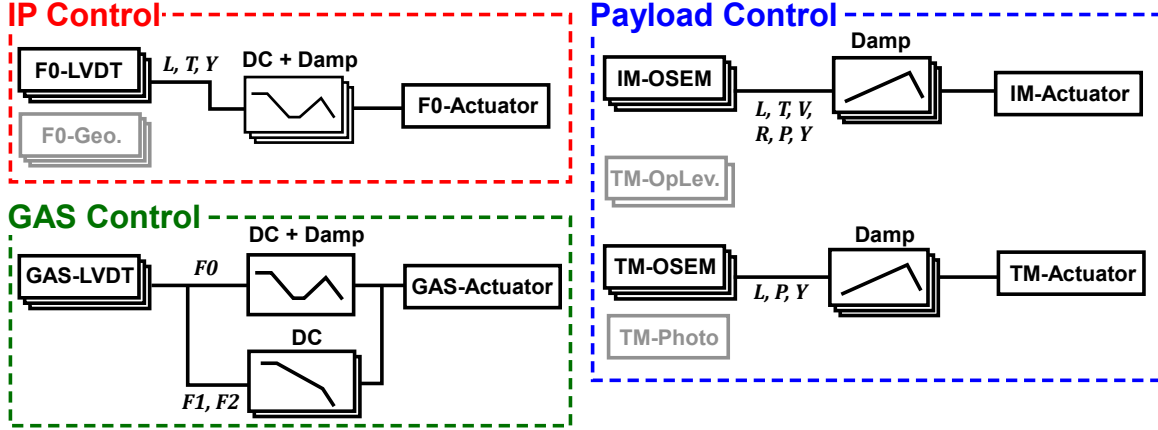 IP Control
F0-LVDT
L, T, Y
DC + Damp
F0-Actuator
F0-Geo.
GAS Control
GAS-LVDT
F0
DC + Damp
GAS-Actuator
DC
F1, F2
Payload Control
IM-OSEM
L, T, V,
R, P, Y
Damp
IM-Actuator
TM-OpLev.
TM-OSEM
L, P, Y
Damp
TM-Actuator
TM-Photo